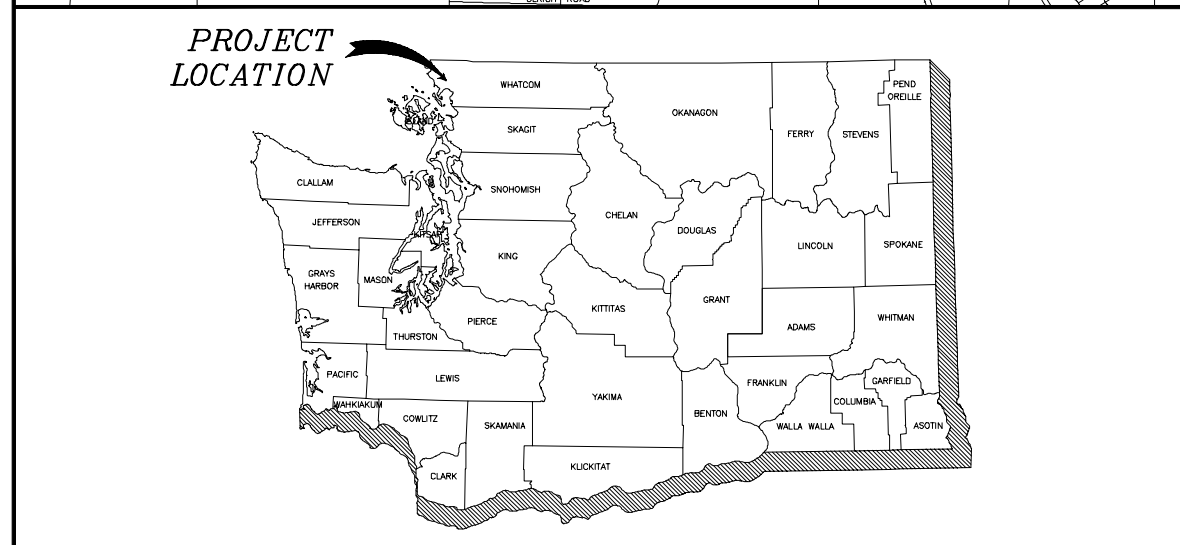 ROAD
PROJECT
LOCATION
WHATCOM
PEND
OREILLE
OKANAGON
SKAGIT
FERRY
STEVENS
CLALLAM
SNOHOMISH
CHELAN
JEFFERSON
DOUGLAS
KITSAP
LINCOLN
SPOKANE
KING
GRAYS
HARBOR
MASON
GRANT
KITTITAS
PIERCE
WHITMAN
THURSTON
ADAMS
PACIFIC
LEWIS
FRANKLIN
GARFIELD
YAKIMA
WAHKIAKUM
COLUMBIA
COWLITZ
SKAMANIA
BENTON
WALLA WALLA
ASOTIN
KLICKITAT
CLARK